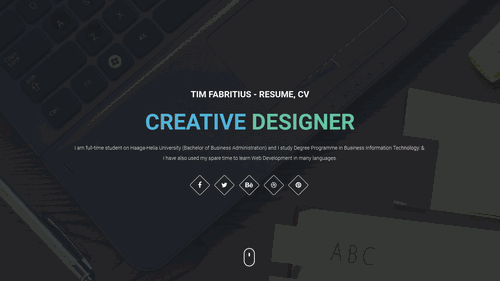 TIM FABRITIUS - RESUME, CV
CREATIVE DESIGNER
I am full-time student on Haaga-Helia University (Bachelor of Business Administration) and I study Degree Programme in Business Information Technology. &
I have also used my spare time to learn Web Development in many languages
f
Bē
ABC